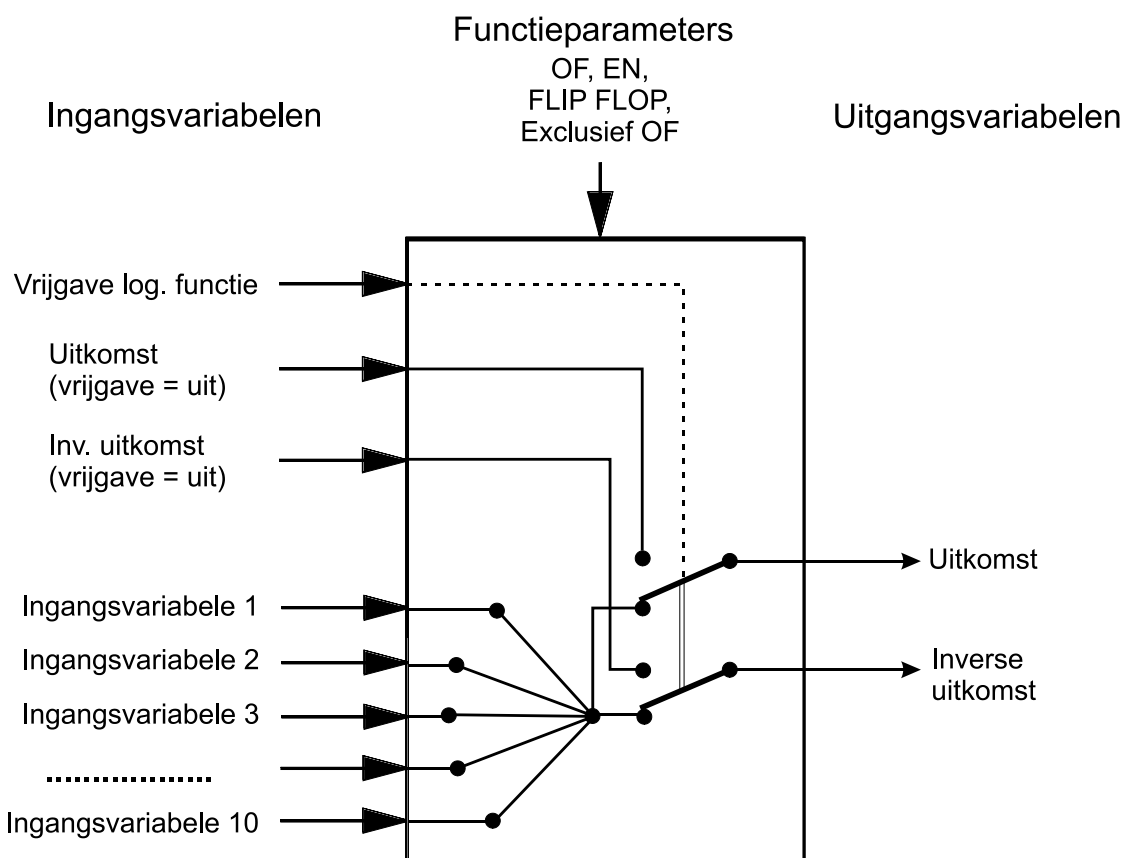 Functieparameters
OF, EN,
FLIP FLOP,
Exclusief OF
Ingangsvariabelen
Uitgangsvariabelen
Vrijgave log. functie
Uitkomst
(vrijgave = uit)
Inv. uitkomst
(vrijgave = uit)
Ingangsvariabele 1
Ingangsvariabele 2
Ingangsvariabele 3
Ingangsvariabele 10
Uitkomst
Inverse
uitkomst